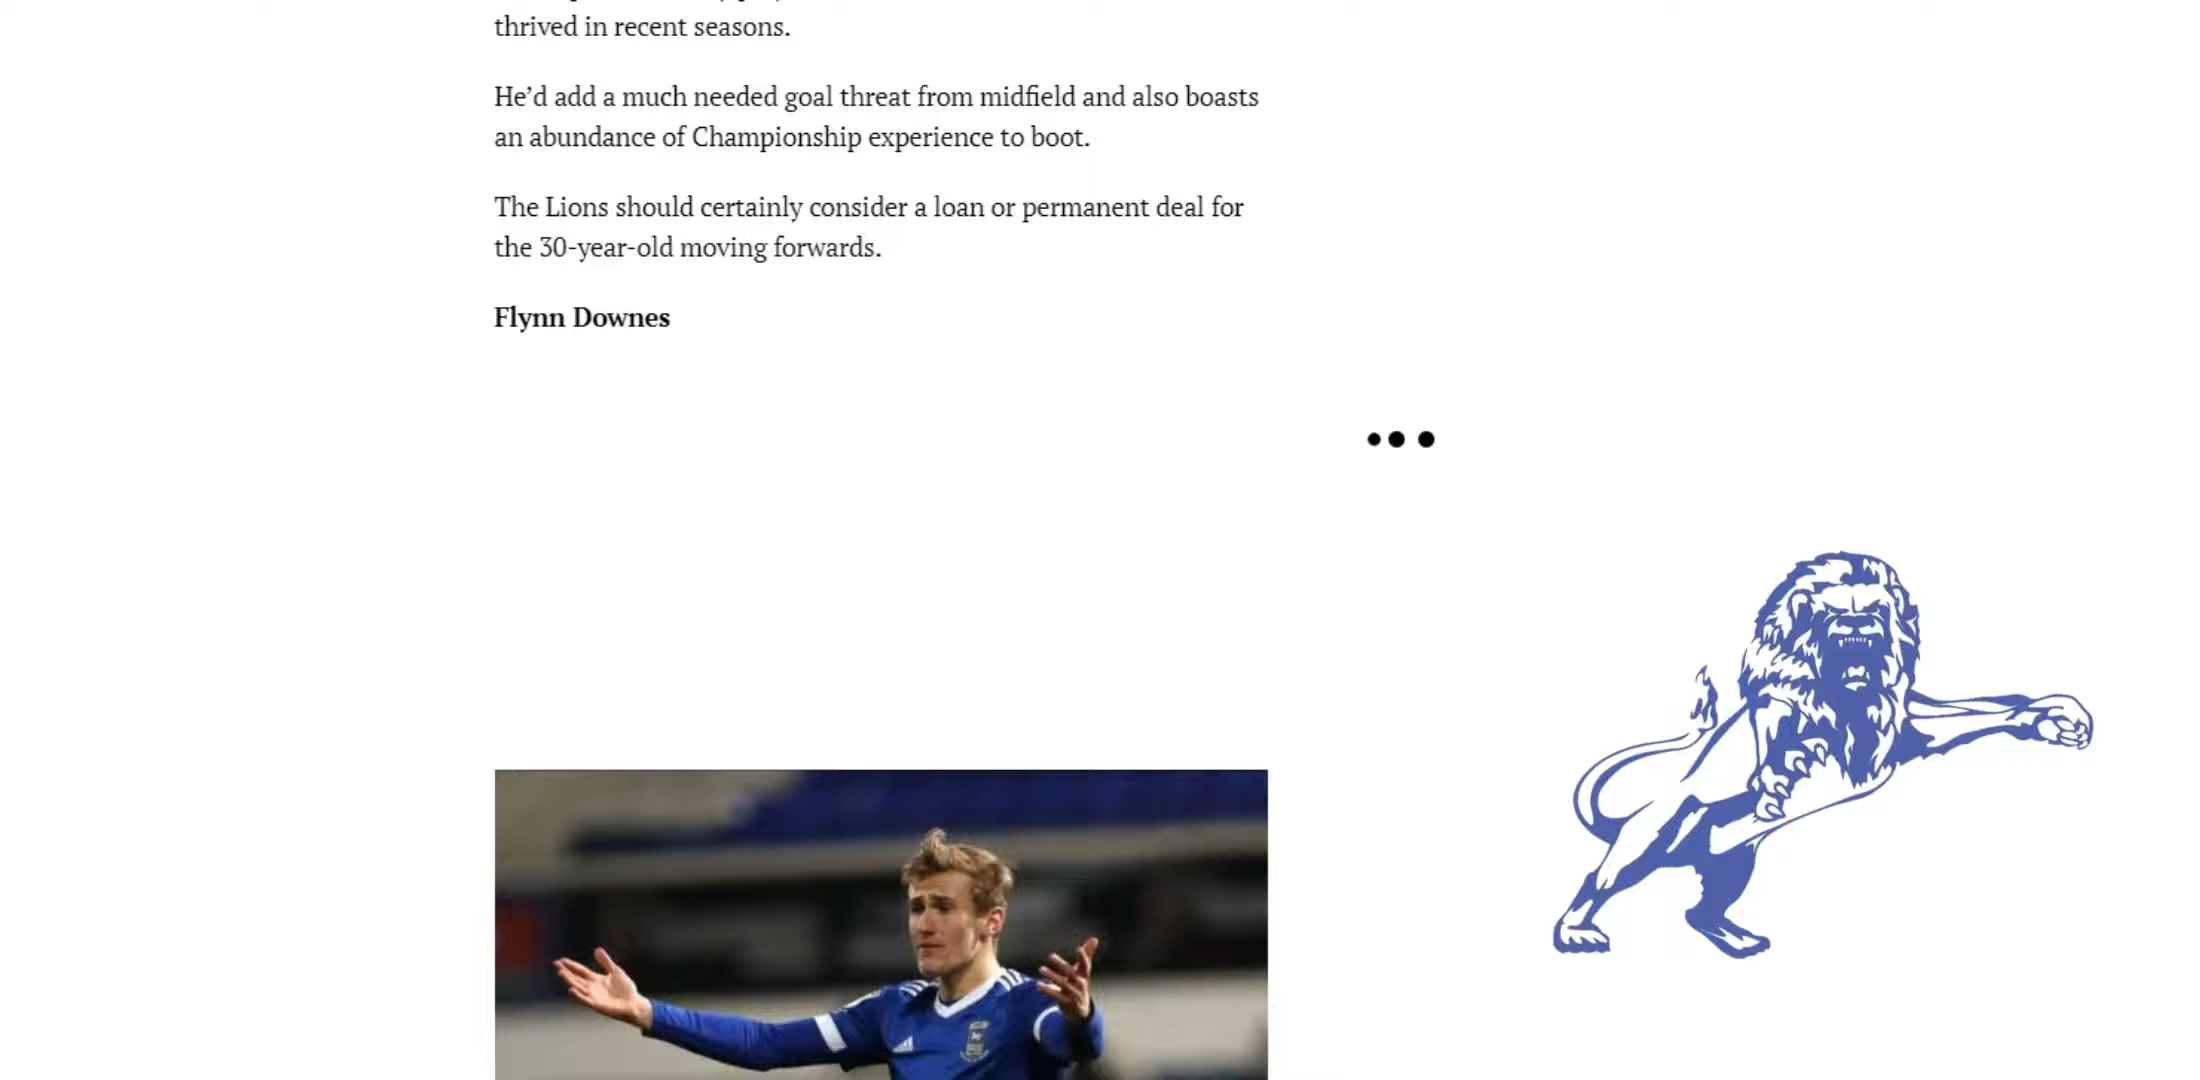 thrived in recent seasons.
He’d add a much needed goal threat from midfield and also boasts
an abundance of Championship experience to boot.
The Lions should certainly consider a loan or permanent deal for
the 30-year-old moving forwards.
Flynn Downes